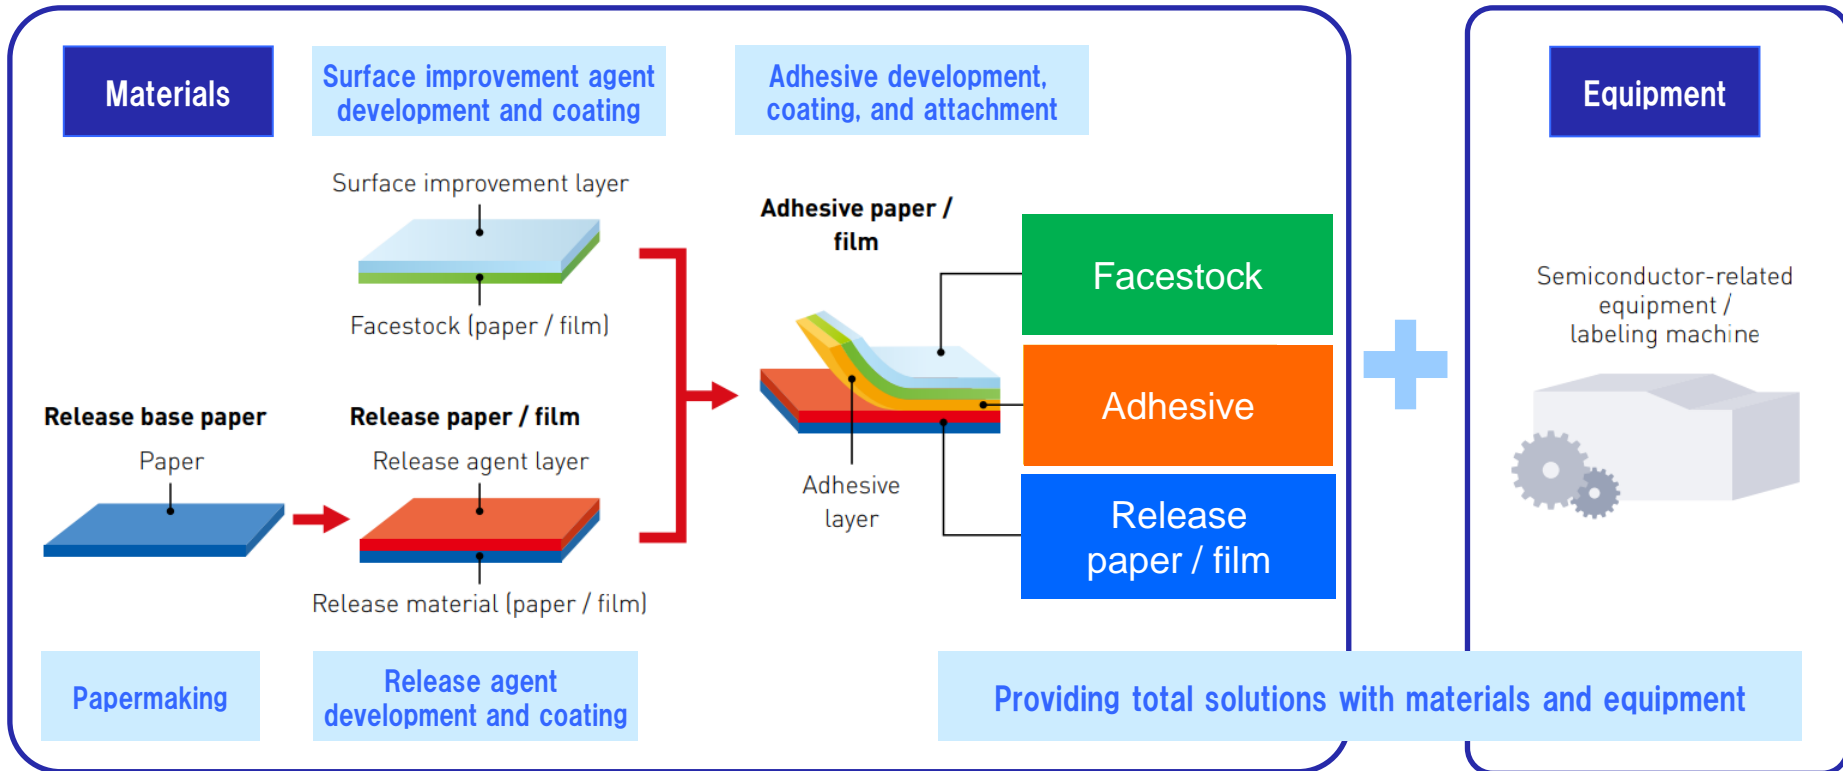 Materials
Surface improvement agent
development and coating
Adhesive development,
coating, and attachment
Equipment
Surface improvement layer
Facestock (paper / film)
Adhesive paper /
film
Facestock
Adhesive
Release
paper / film
Adhesive
layer
Semiconductor-related
equipment /
labeling machine
Release base paper
Paper
Release paper / film
Release agent layer
Release material (paper / film)
Papermaking
Release agent
development and coating
Providing total solutions with materials and equipment